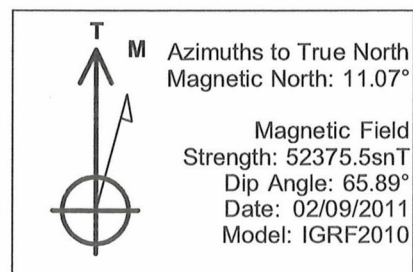 T
M
Azimuths to True North
Magnetic North: 11.07°
Magnetic Field
Strength: 52375.5snT
Dip Angle: 65.89°
Date: 02/09/2011
Model: IGRF2010